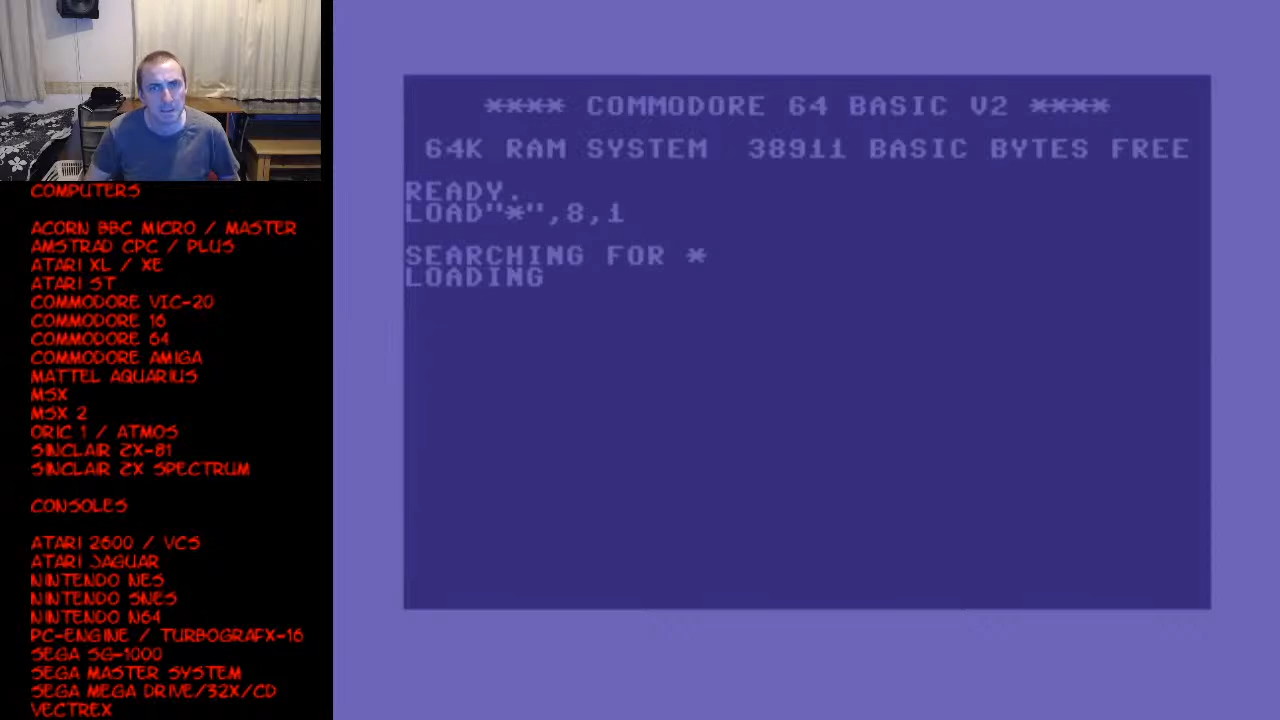 COMPUTERS
ACORN BBC MICRO / MASTER
AMSTRAD CPC / PLUS
ATARI XL / XE
ATARI ST
COMMODORE VIC-20
COMMODORE 16
COMMODORE 64
COMMODORE AMIGA
MATTEL AQUARIUS
MSX
MSX 2
ORIC 1 / ATMOS
SINCLAIR ZX-81
SINCLAIR ZX SPECTRUM
CONSOLES
ATARI 2600 / VCS
ATARI JAGUAR
NINTENDO NES
NINTENDO SNES
NINTENDO N64
PC-ENGINE / TURBOGRAFX-16
SEGA SG-1000
SEGA MASTER SYSTEM
SEGA MEGA DRIVE/32X/CD
VECTREX
**** COMMODORE 64 BASIC V2 ****
64K RAM SYSTEM 38911 BASIC BYTES FREE
READY.
LOAD"*",8,1
SEARCHING FOR *
LOADING